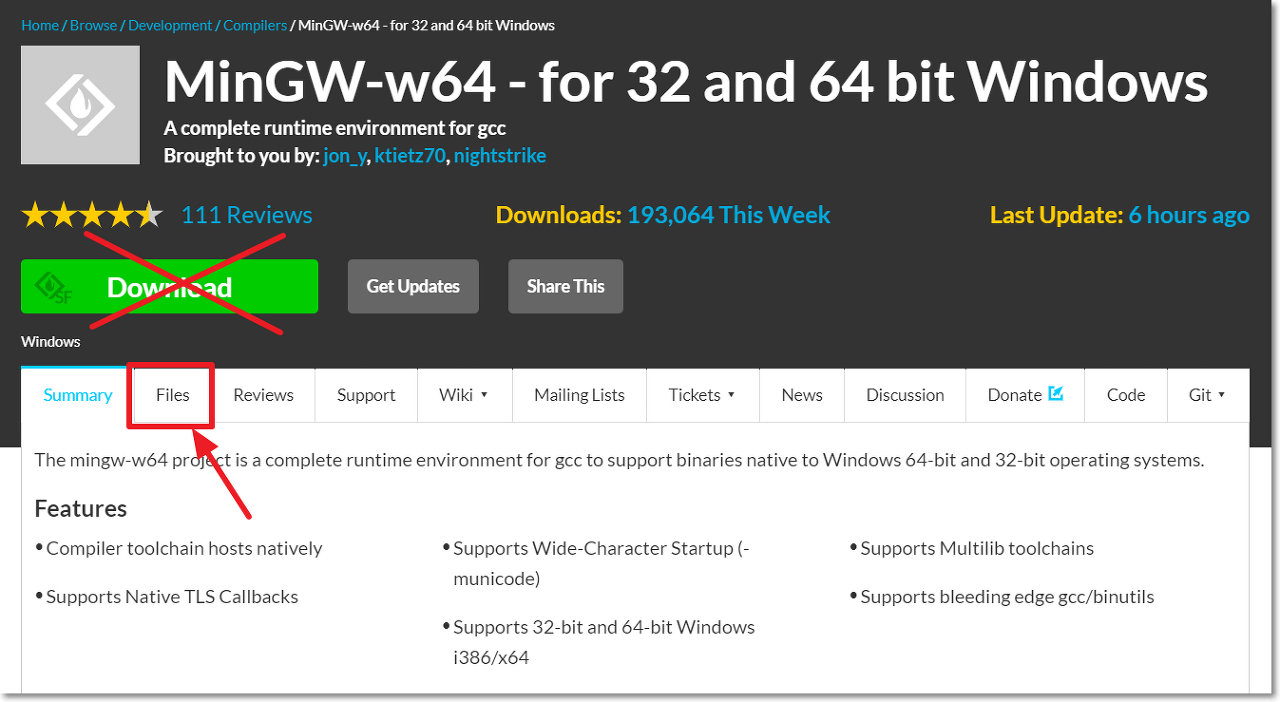 Home / Browse / Development / Compilers / MinGW-w64 - for 32 and 64 bit Windows
MinGW-w64 - for 32 and 64 bit Windows
A complete runtime environment for gcc
Brought to you by: jon_y, ktietz70, nightstrike
111 Reviews
Downloads: 193,064 This Week
Last Update: 6 hours ago
SF
Download
Get Updates
Share This
Windows
Summary
Files
Reviews
Support
Wiki
Mailing Lists
Tickets
News
Discussion
Donate
Code
Git
The mingw-w64 project is a complete runtime environment for gcc to support binaries native to Windows 64-bit and 32-bit operating systems.
Features
• Compiler toolchain hosts natively
• Supports Native TLS Callbacks
• Supports Wide-Character Startup (-
municode)
• Supports 32-bit and 64-bit Windows
i386/x64
• Supports Multilib toolchains
• Supports bleeding edge gcc/binutils